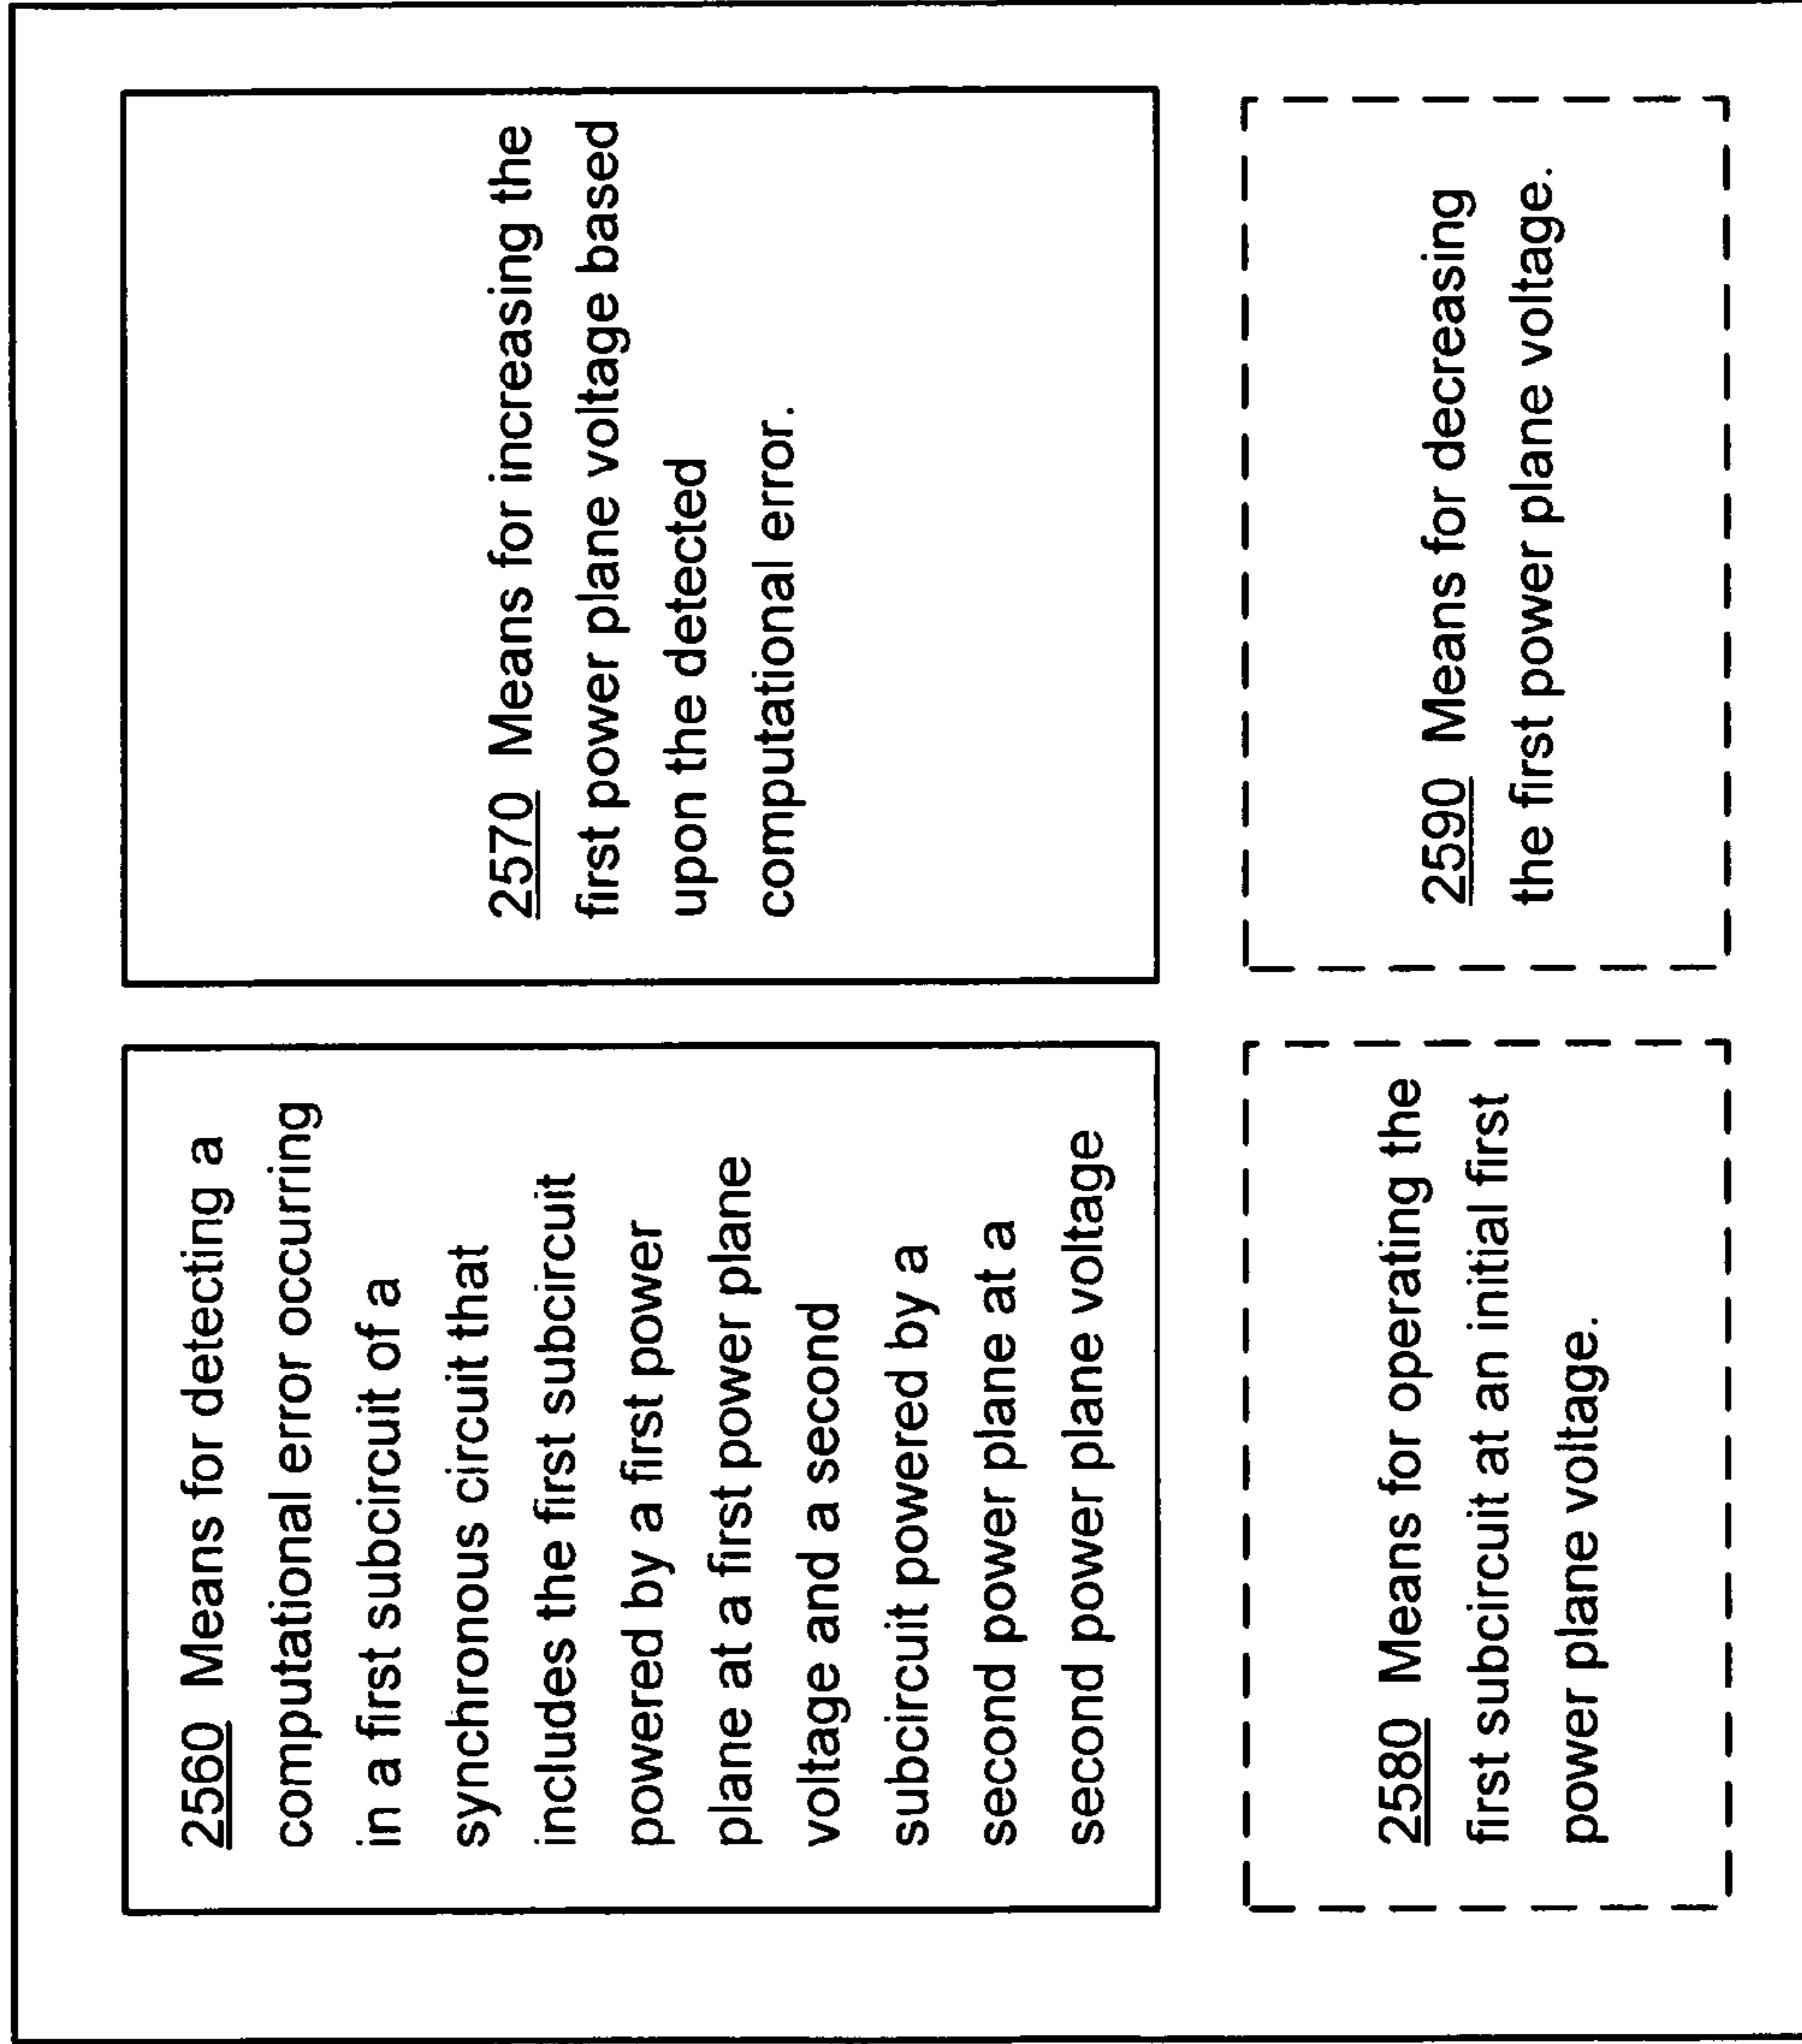 2560 Means for detecting a
computational error occurring
in a first subcircuit of a
synchronous circuit that
includes the first subcircuit
powered by a first power
plane at a first power plane
voltage and a second
subcircuit powered by a
second power plane at a
second power plane voltage
2570 Means for increasing the
first power plane voltage based
upon the detected
computational error.
2580 Means for operating the
first subcircuit at an initial first
power plane voltage.
2590 Means for decreasing
the first power plane voltage.